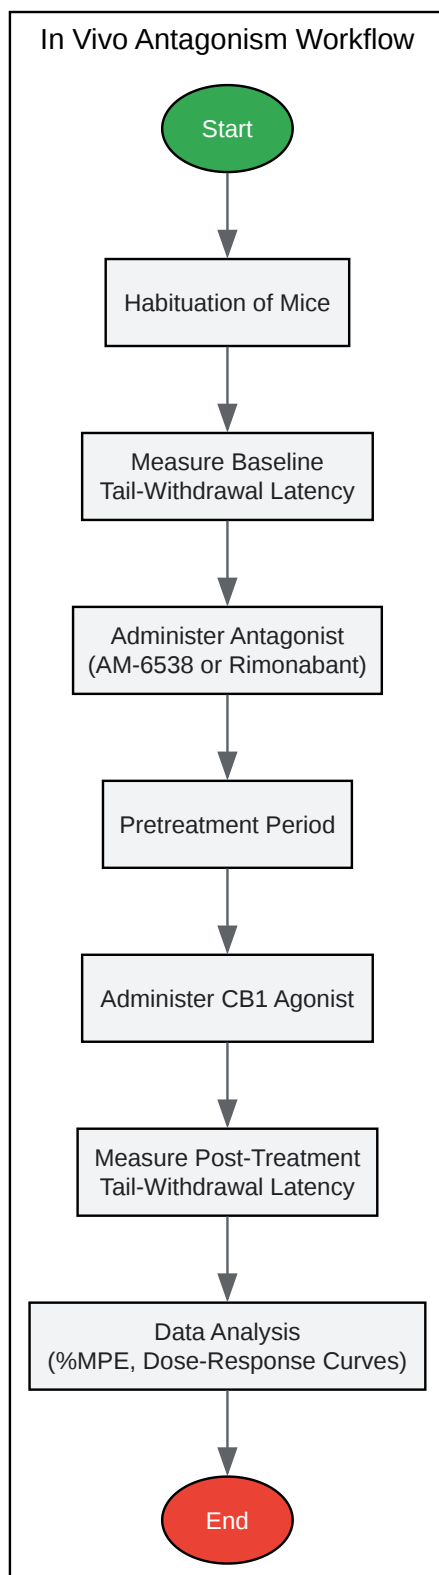 In Vivo Antagonism Workflow
Start
Habituation of Mice
Measure Baseline
Tail-Withdrawal Latency
Administer Antagonist
(AM-6538 or Rimonabant)
Pretreatment Period
Administer CB1 Agonist
Measure Post-Treatment
Tail-Withdrawal Latency
Data Analysis
(%MPE, Dose-Response Curves)
End